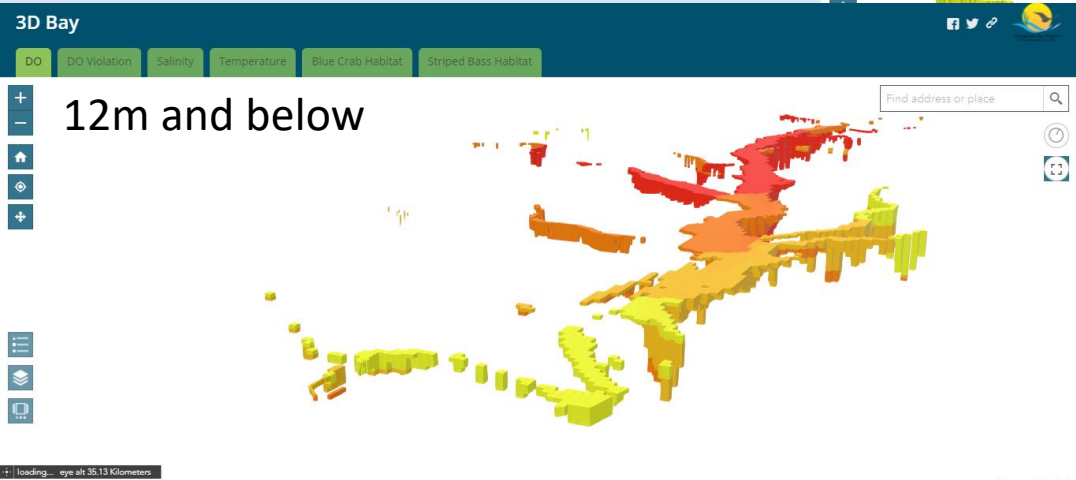 3D Bay
DO
DO Violation
Salinity
Temperature
Blue Crab Habitat
Striped Bass Habitat
12m and below
Find address or place
loading... eye alt 35.13 Kilometers